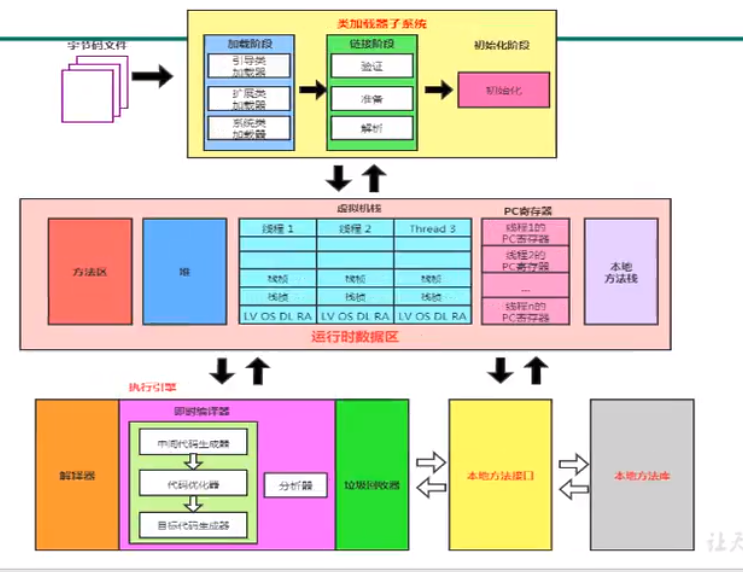 类加载器子系统
字节码文件
加载阶段
链接阶段
初始化阶段
引导类
加载器
扩展类
加载器
系统类
加载器
验证
准备
解析
初始化
虚拟机栈
PC寄存器
方法区
堆
线程 1
线程 2
Thread 3
栈桢
栈桢
栈桢
栈桢
栈桢
栈桢
LV OS DL RA
LV OS DL RA
LV OS DL RA
线程1的
PC寄存器
线程2的
PC寄存器
...
线程n的
PC寄存器
本地
方法栈
运行时数据区
执行引擎
解释器
即时编译器
中间代码生成器
代码优化器
目标代码生成器
分析器
垃圾回收器
本地方法接口
本地方法库
让天